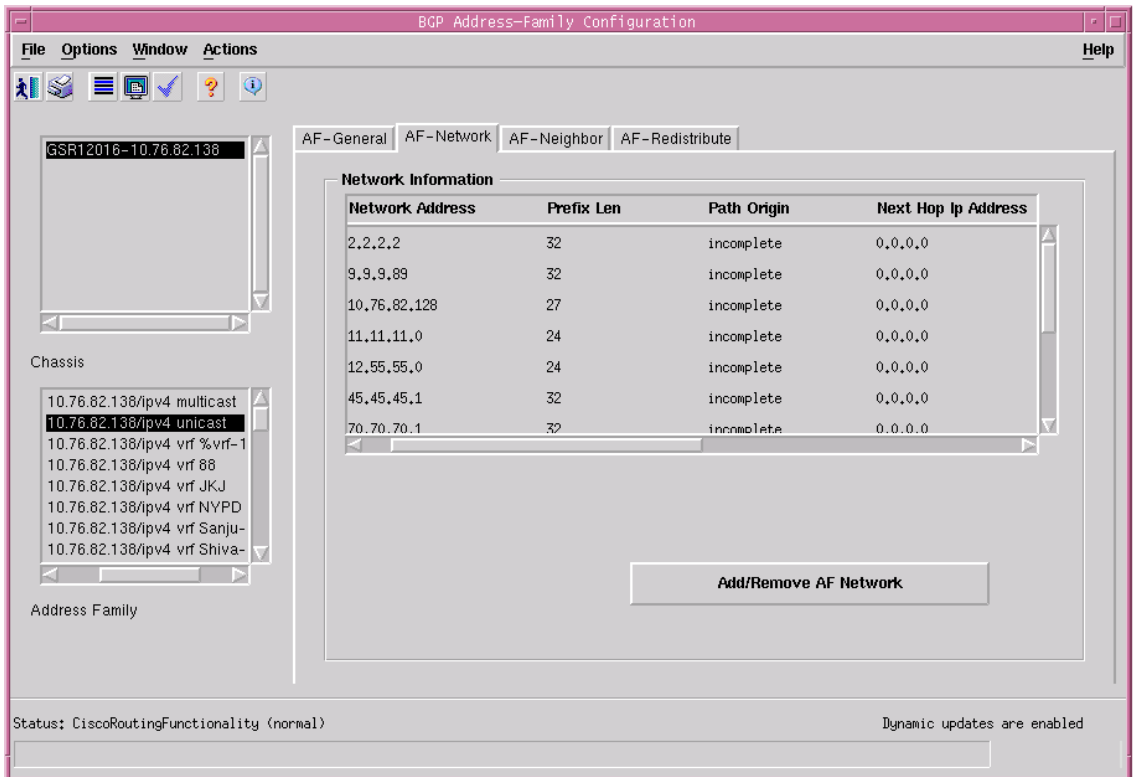 BGP Address-Family Configuration
File Options Window Actions Help
GSR12016-10.76.82.138
Chassis
10.76.82.138/ipv4 multicast
10.76.82.138/ipv4 unicast
10.76.82.138/ipv4 vrf %vrf-1
10.76.82.138/ipv4 vrf 88
10.76.82.138/ipv4 vrf JKJ
10.76.82.138/ipv4 vrf NYPD
10.76.82.138/ipv4 vrf Sanju-
10.76.82.138/ipv4 vrf Shiva-
Address Family
AF-General AF-Network AF-Neighbor AF-Redistribute
Network Information
Network Address Prefix Len Path Origin Next Hop Ip Address
2.2.2.2 32 incomplete 0.0.0.0
9.9.9.89 32 incomplete 0.0.0.0
10.76.82.128 27 incomplete 0.0.0.0
11.11.11.0 24 incomplete 0.0.0.0
12.55.55.0 24 incomplete 0.0.0.0
45.45.45.1 32 incomplete 0.0.0.0
70.70.70.1 32 incomplete 0.0.0.0
Add/Remove AF Network
Status: CiscoRoutingFunctionality (normal) Dynamic updates are enabled